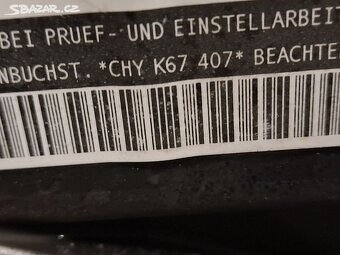 SBAZAR.CZ
BEI PRUEF- UND EINSTELLARBEIT
NBUCHST. *CHY K67 407* BEACHTE